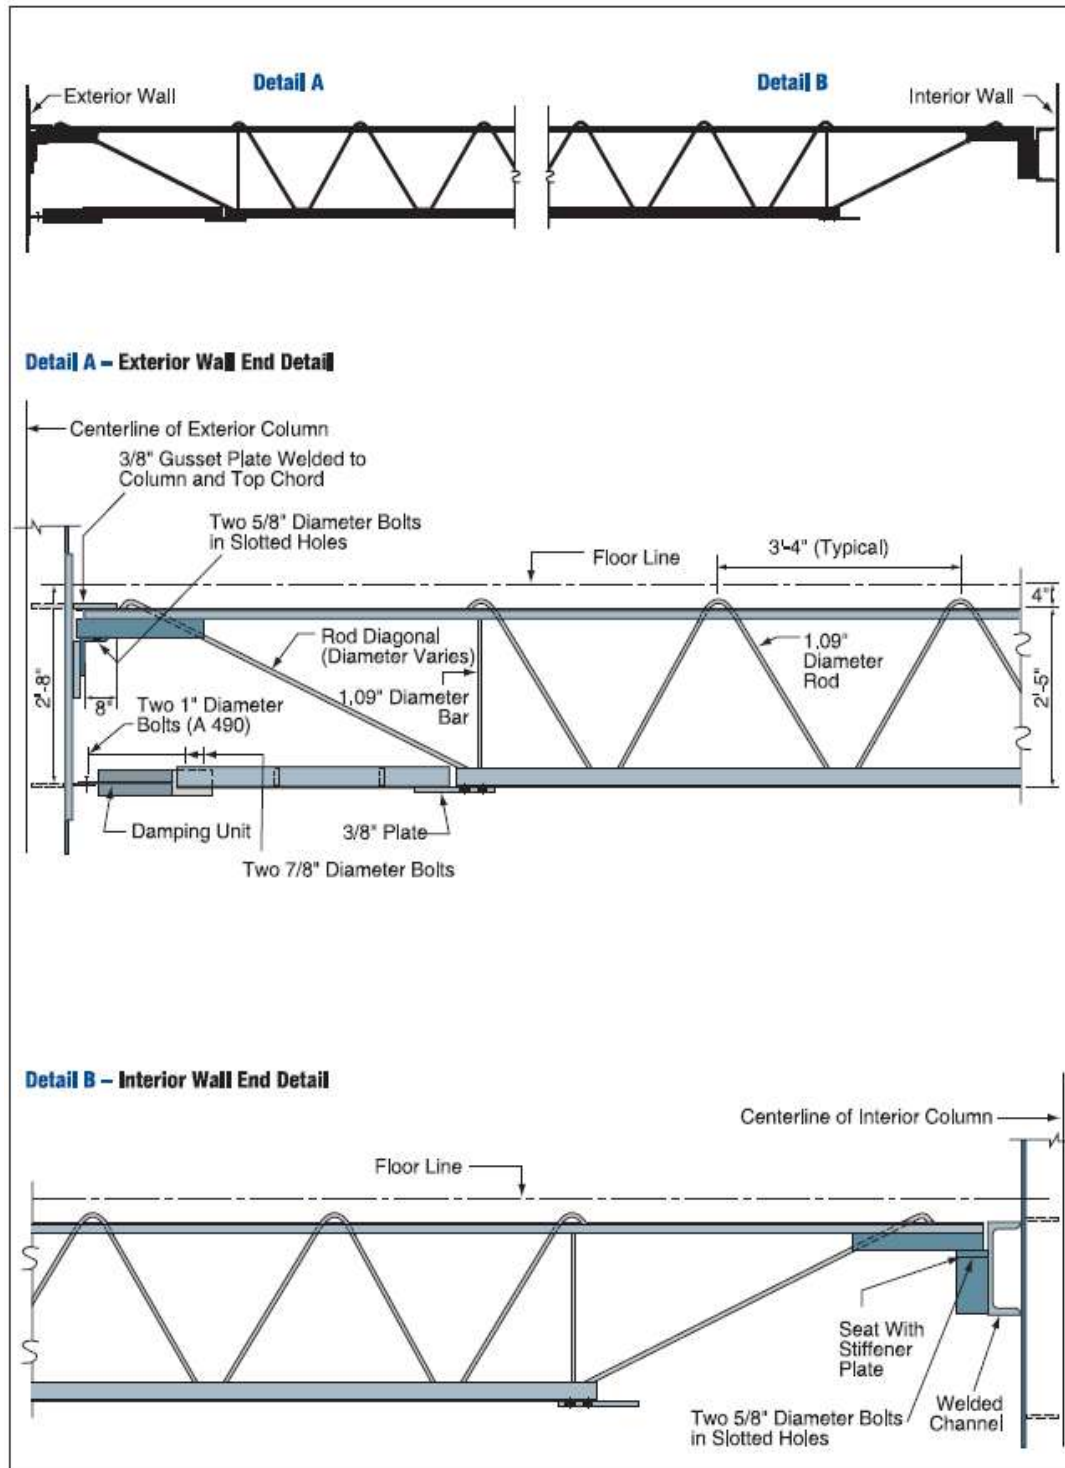 Detail A
Detail B
Exterior Wall
Interior Wall
Detail A – Exterior Wall End Detail
Centerline of Exterior Column
3/8" Gusset Plate Welded to
Column and Top Chord
Two 5/8" Diameter Bolts
in Slotted Holes
Floor Line
3'-4" (Typical)
4"
Rod Diagonal
(Diameter Varies)
1.09" Diameter
Bar
1.09"
Diameter
Rod
2'-8"
2'-5"
8"
Two 1" Diameter
Bolts (A 490)
Damping Unit
3/8" Plate
Two 7/8" Diameter Bolts
Detail B – Interior Wall End Detail
Centerline of Interior Column
Floor Line
Seat With
Stiffener
Plate
Two 5/8" Diameter Bolts
in Slotted Holes
Welded
Channel